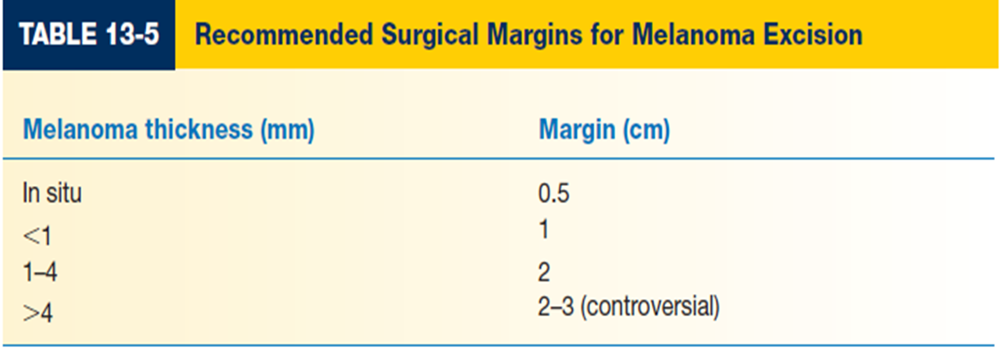 TABLE 13-5 Recommended Surgical Margins for Melanoma Excision
Melanoma thickness (mm) Margin (cm)
In situ 0.5
<1 1
1–4 2
>4 2–3 (controversial)